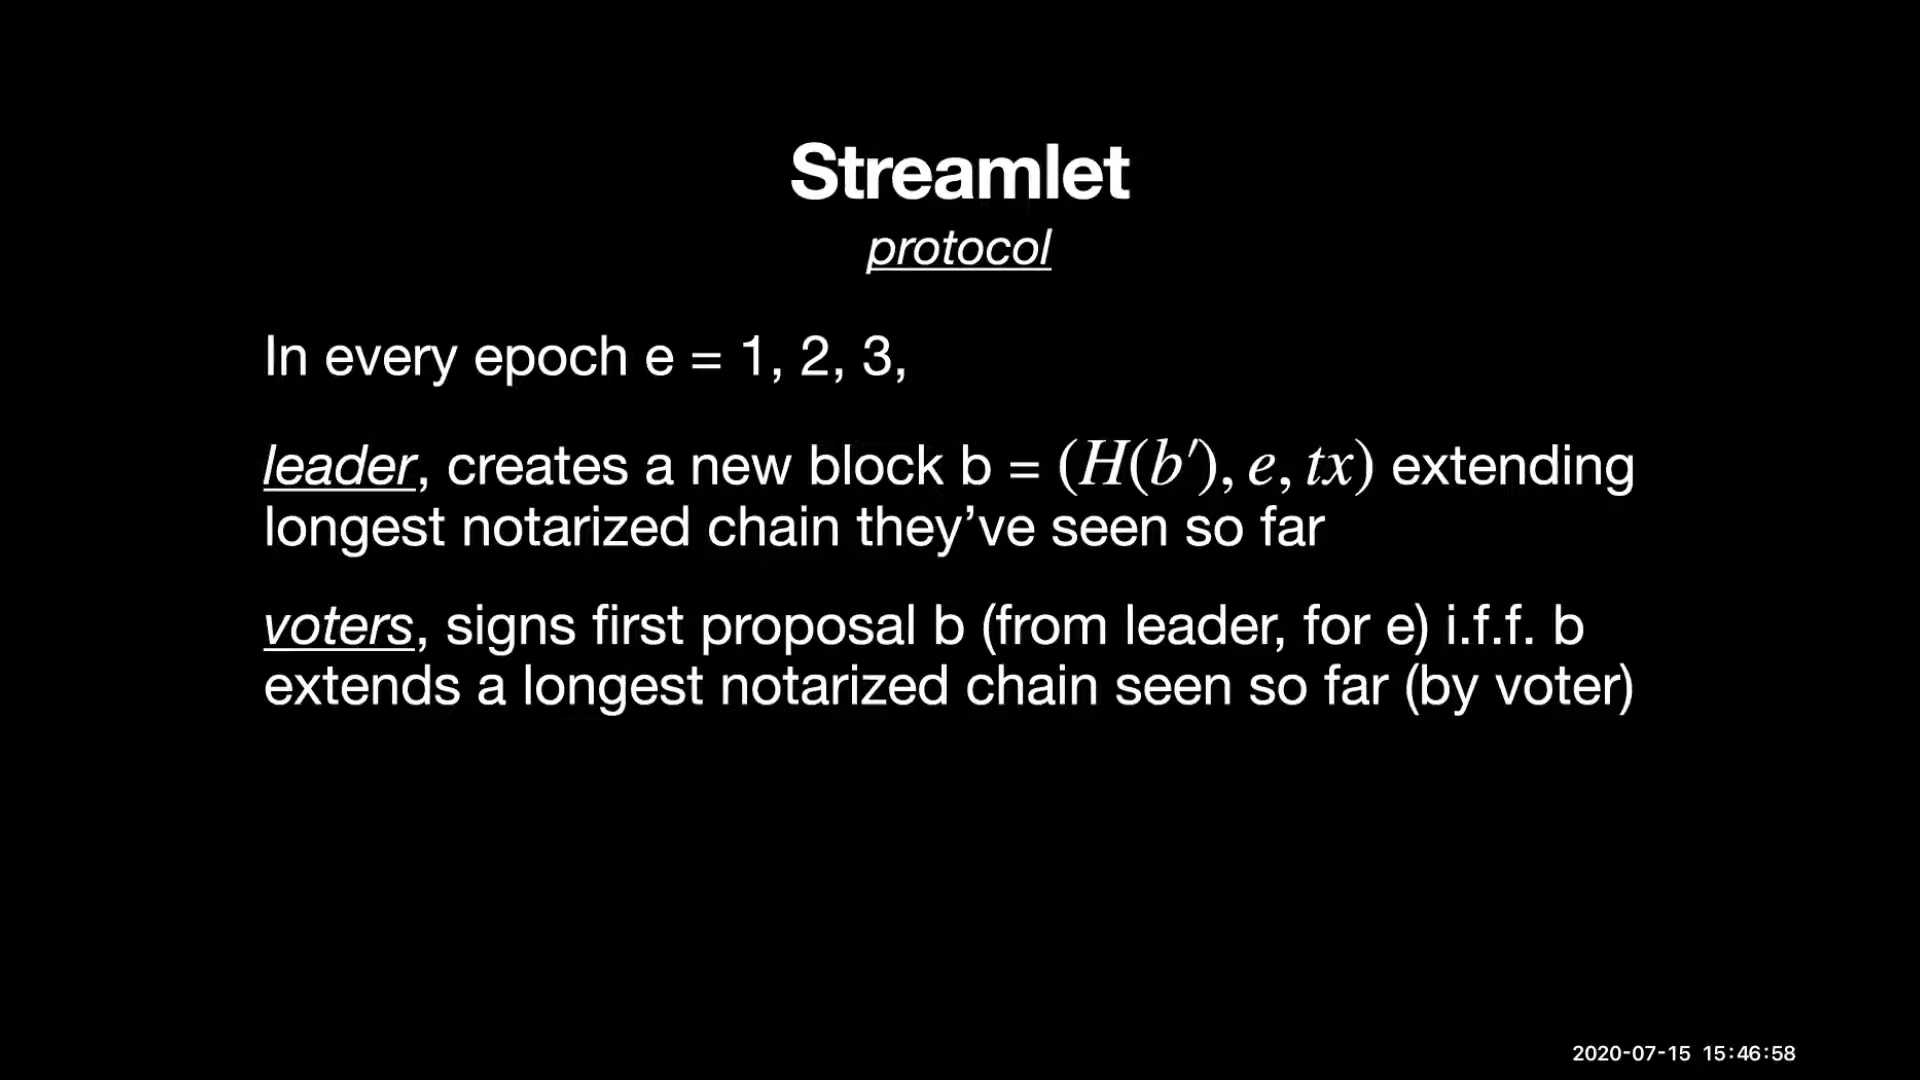 Streamlet
protocol
In every epoch e = 1, 2, 3,
leader, creates a new block b = (H(b′), e, tx) extending
longest notarized chain they’ve seen so far
voters, signs first proposal b (from leader, for e) i.f.f. b
extends a longest notarized chain seen so far (by voter)
2020-07-15 15:46:58